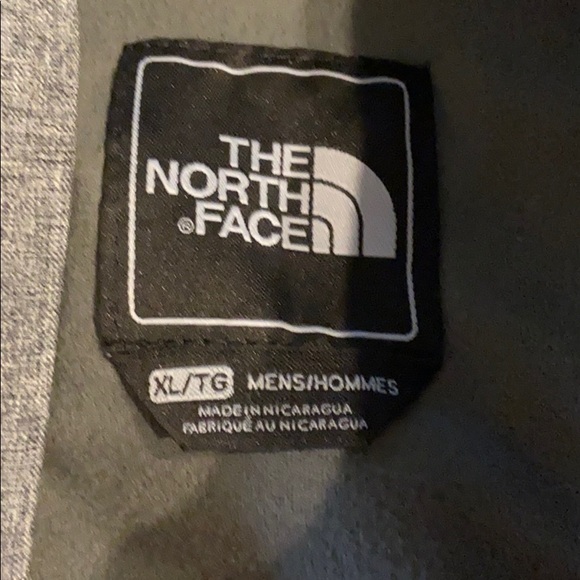 THE
NORTH
®FACE
XL/TG MENS/HOMMES
MADE IN NICARAGUA
FABRIQUÉ AU NICARAGUA